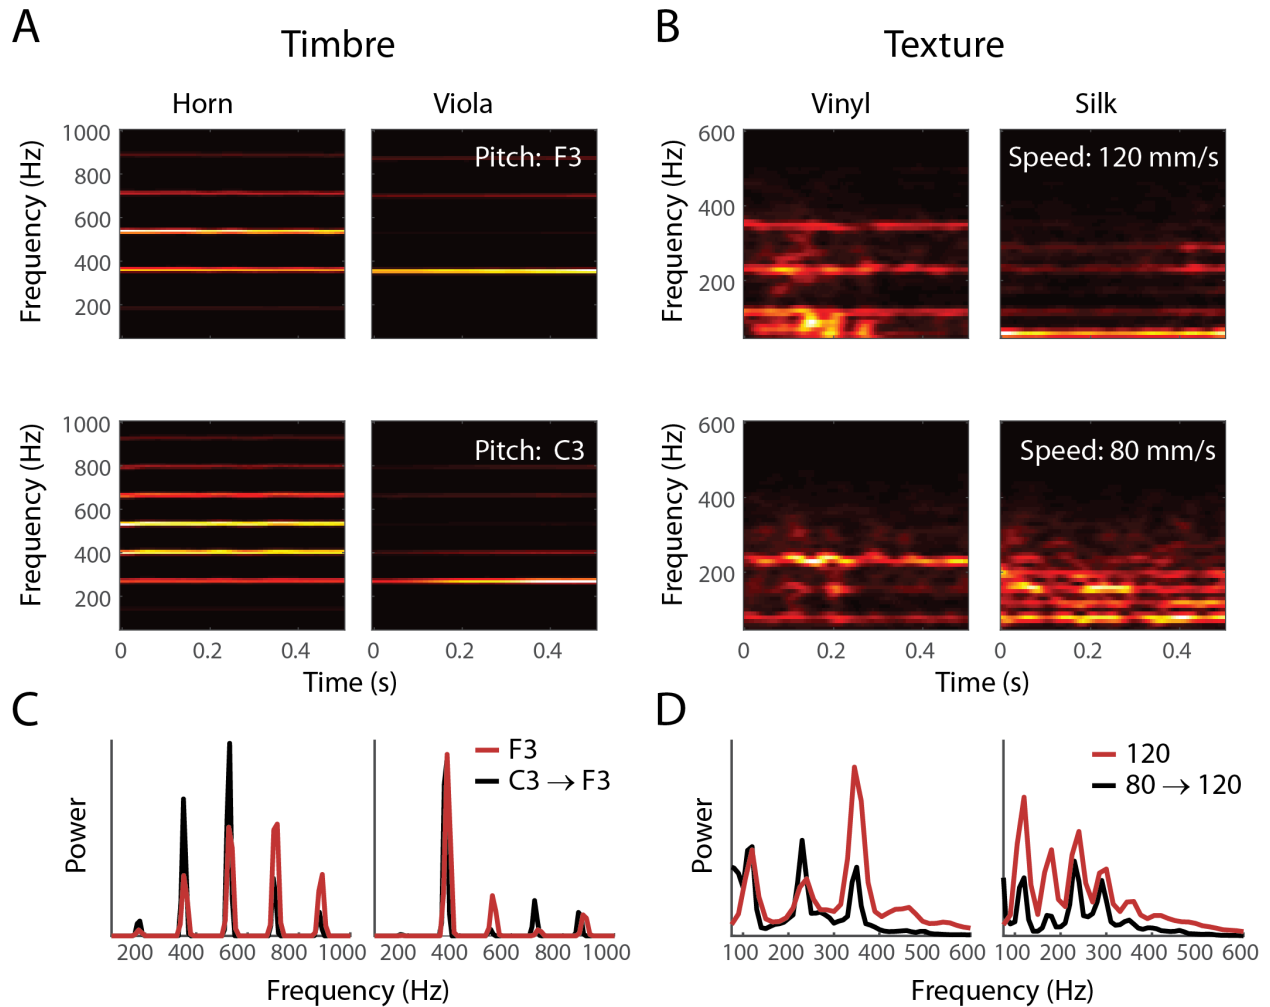 A
Timbre
Horn
Viola
1000
800
600
400
200
Frequency (Hz)
Pitch: F3
1000
800
600
400
200
Frequency (Hz)
Pitch: C3
0
0.2
0.4
0
0.2
0.4
Time (s)
B
Texture
Vinyl
Silk
600
400
200
Frequency (Hz)
Speed: 120 mm/s
600
400
200
Frequency (Hz)
Speed: 80 mm/s
0
0.2
0.4
0
0.2
0.4
Time (s)
C
Power
F3
C3 → F3
200
400
600
800
1000
200
400
600
800
1000
Frequency (Hz)
D
Power
120
80 → 120
100
200
300
400
500
600
100
200
300
400
500
600
Frequency (Hz)